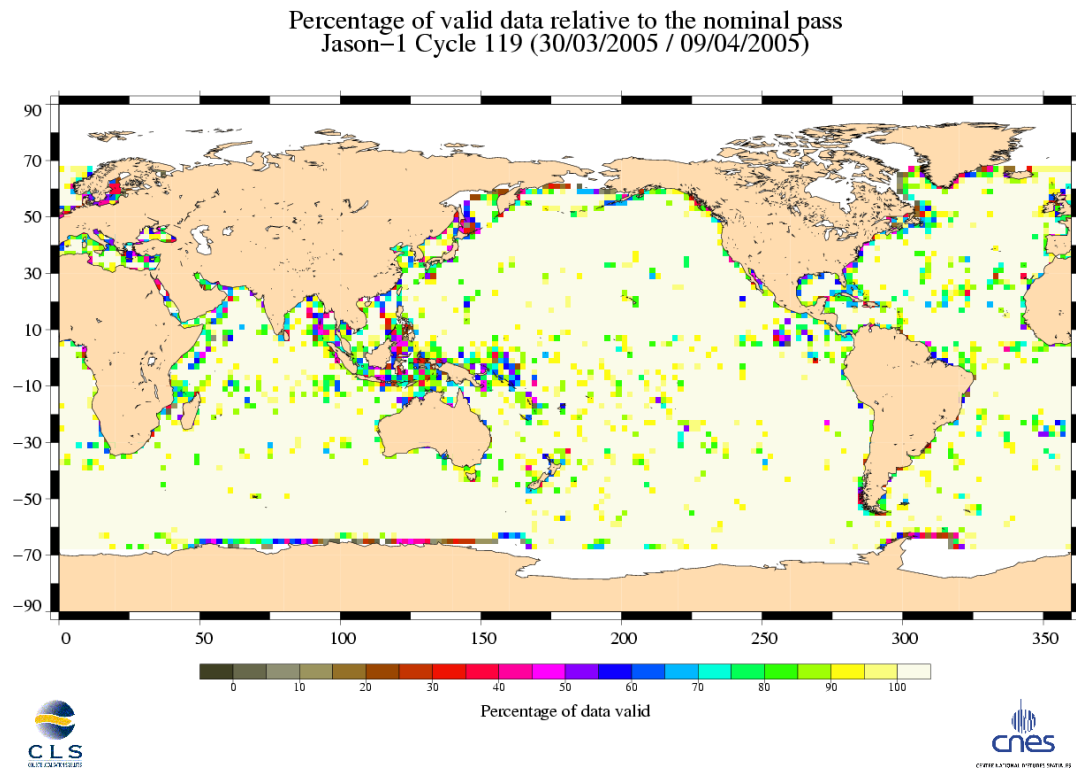 Percentage of valid data relative to the nominal pass
Jason−1 Cycle 119 (30/03/2005 / 09/04/2005)
90
70
50
30
10
−10
−30
−50
−70
−90
0 50 100 150 200 250 300 350
0 10 20 30 40 50 60 70 80 90 100
Percentage of data valid
CLS
cnes